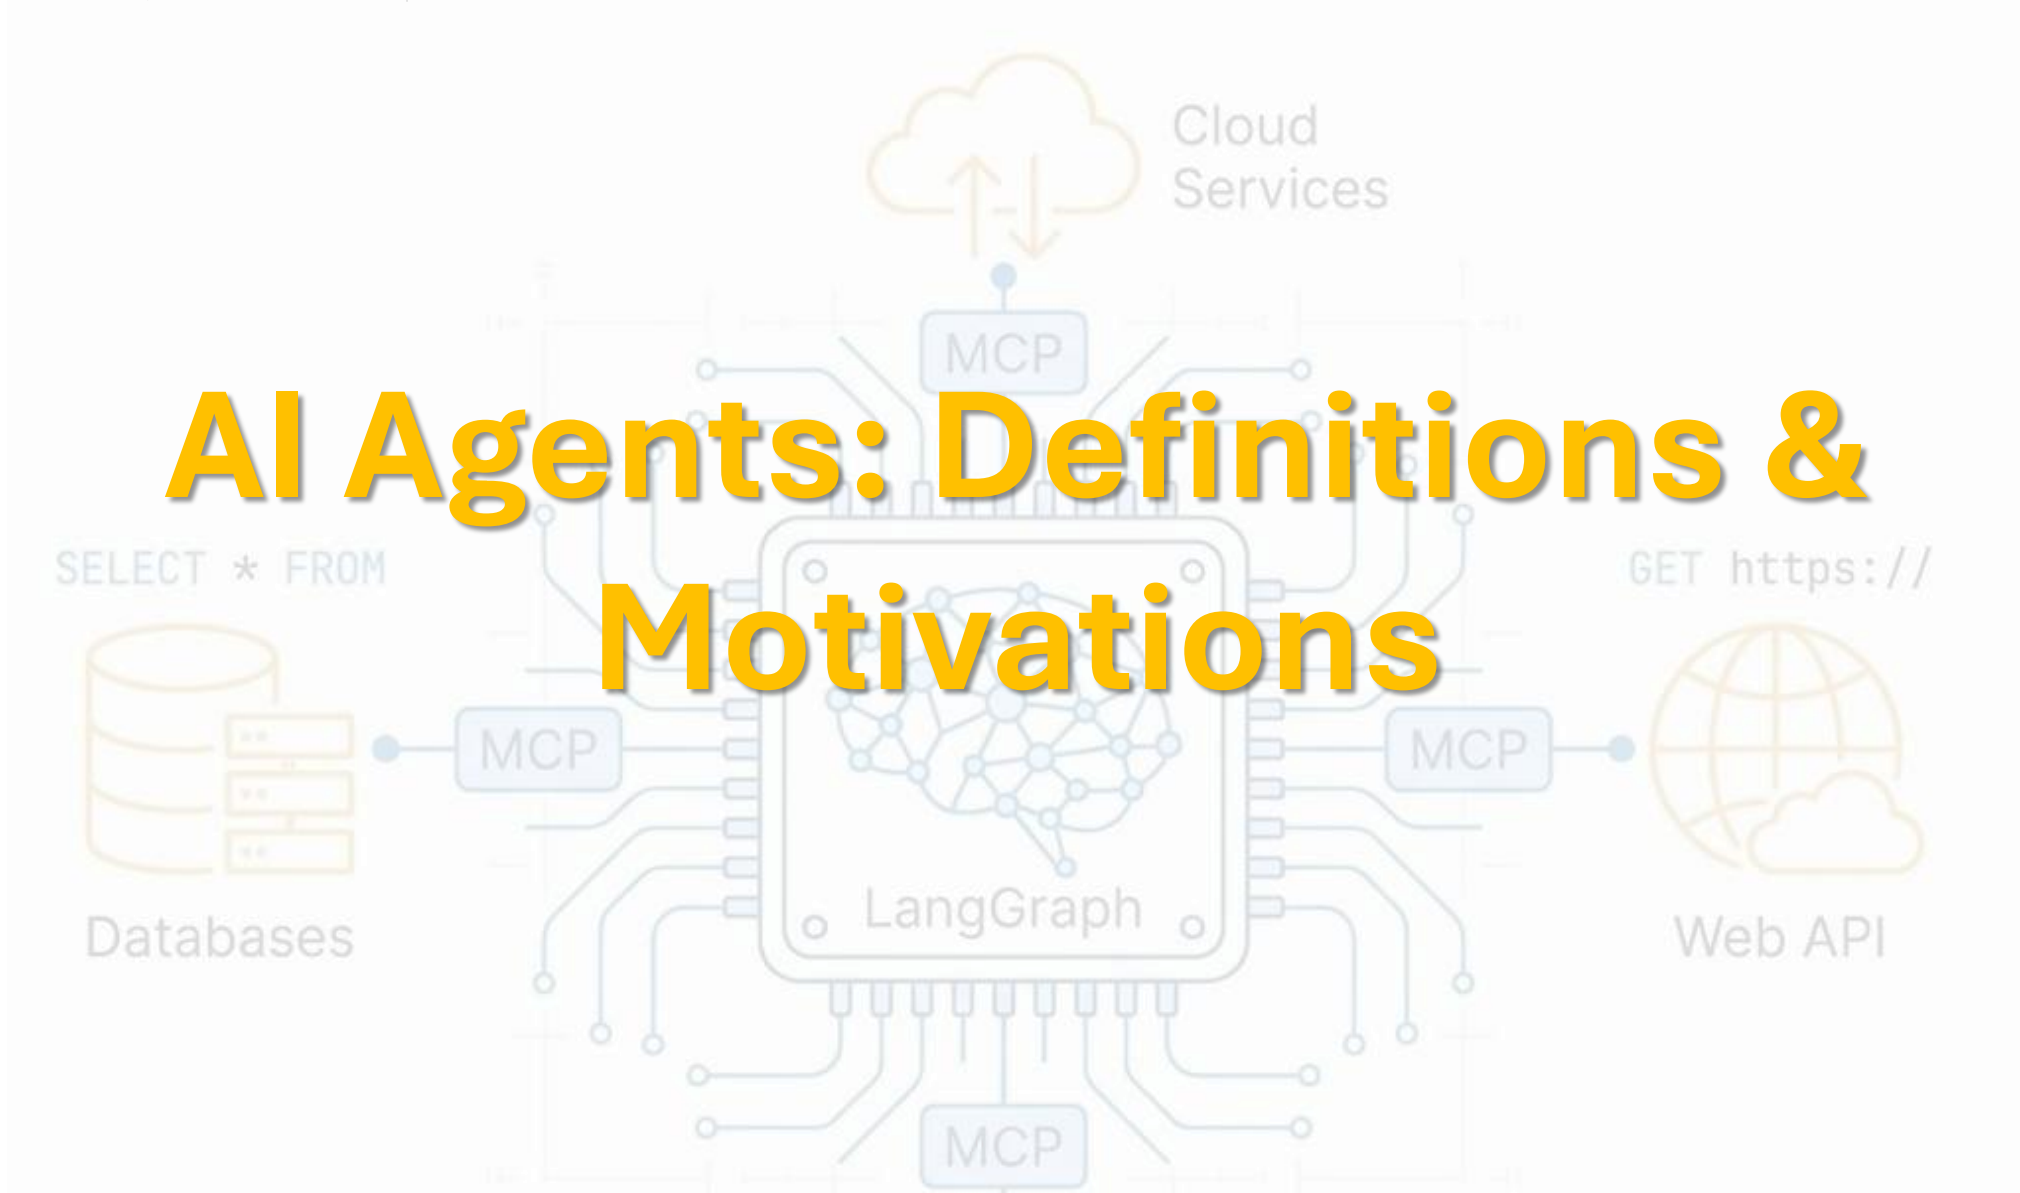 Cloud
Services
MCP
AI Agents: Definitions &
Motivations
SELECT * FROM
GET https://
MCP
MCP
LangGraph
Databases
Web API
MCP